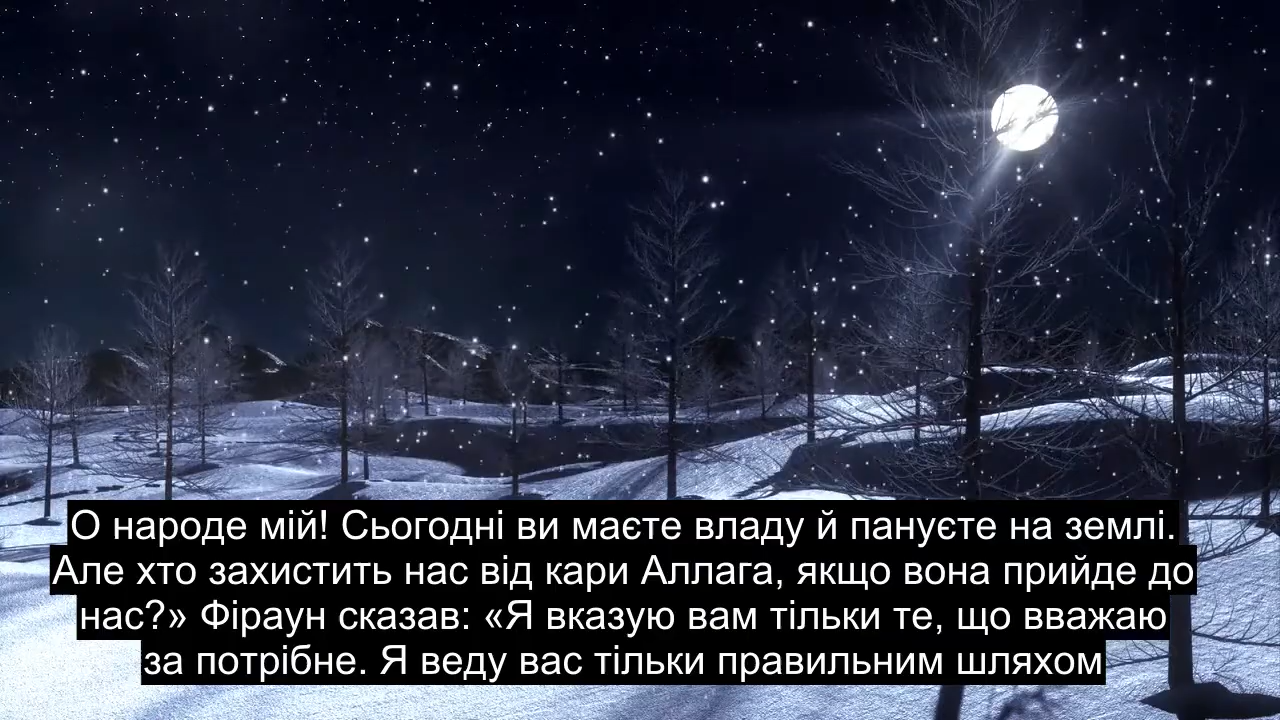 О народе мій! Сьогодні ви маєте владу й пануєте на землі.
Але хто захистить нас від кари Аллага, якщо вона прийде до
нас?» Фіраун сказав: «Я вказую вам тільки те, що вважаю
за потрібне. Я веду вас тільки правильним шляхом